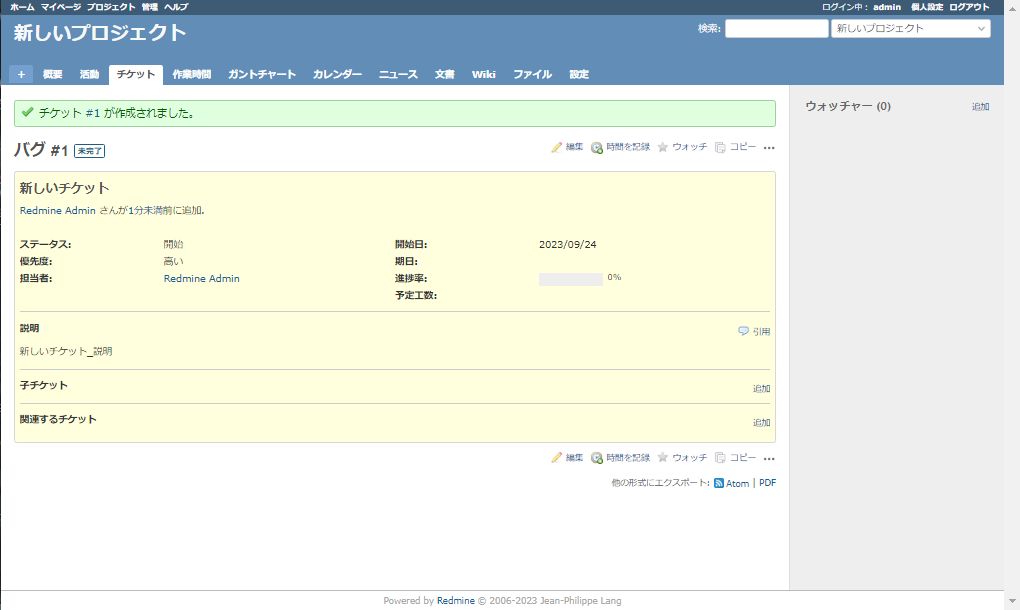 ホーム マイページ プロジェクト 管理 ヘルプ ログイン中: admin 個人設定 ログアウト
新しいプロジェクト 検索: 新しいプロジェクト
+ 概要 活動 チケット 作業時間 ガントチャート カレンダー ニュース 文書 Wiki ファイル 設定
チケット #1 が作成されました。
ウォッチャー (0) 追加
バグ #1 未完了 編集 時間を記録 ウォッチ コピー •••
新しいチケット
Redmine Admin さんが1分未満前に追加.
ステータス: 開始 開始日: 2023/09/24
優先度: 高い 期日:
担当者: Redmine Admin 進捗率: 0%
予定工数:
説明 引用
新しいチケット_説明
子チケット 追加
関連するチケット 追加
編集 時間を記録 ウォッチ コピー •••
他の形式にエクスポート: Atom | PDF
Powered by Redmine © 2006-2023 Jean-Philippe Lang